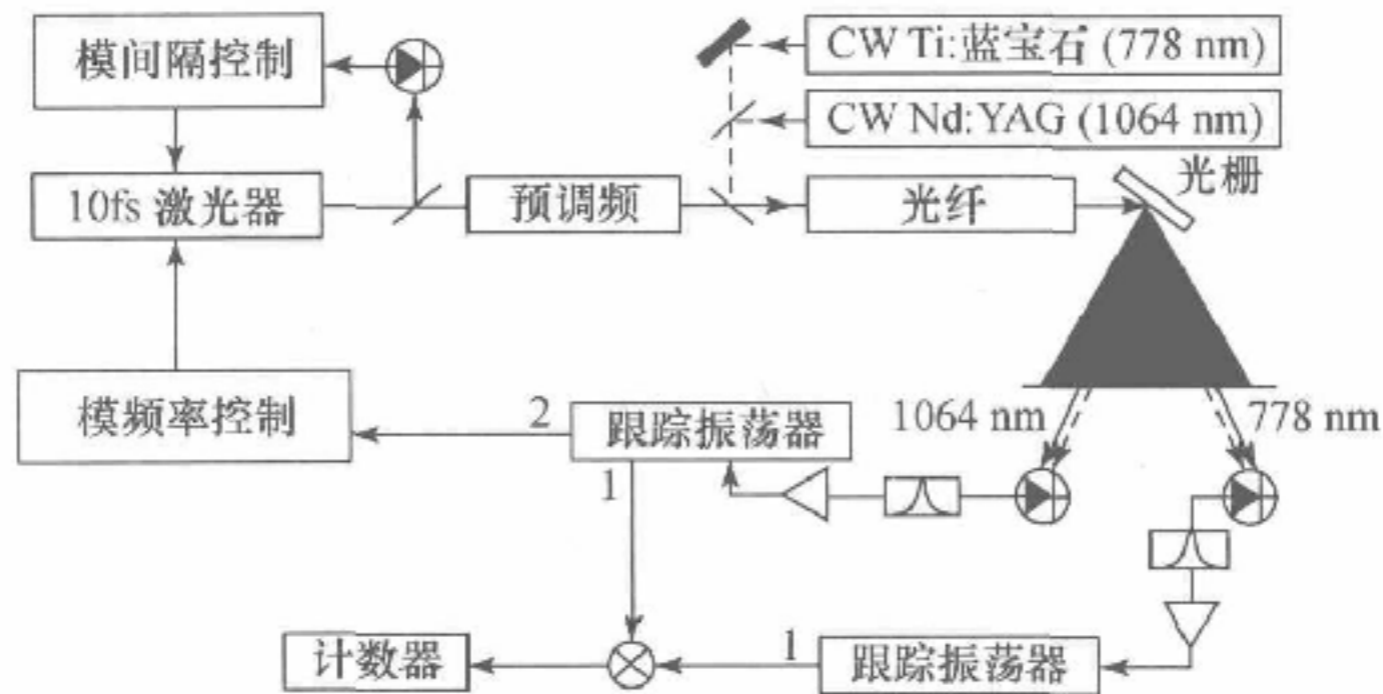 模间隔控制
CW Ti:蓝宝石 (778 nm)
CW Nd:YAG (1064 nm)
10fs 激光器
预调频
光纤
光栅
模频率控制
2
跟踪振荡器
1064 nm
778 nm
1
计数器
1
跟踪振荡器